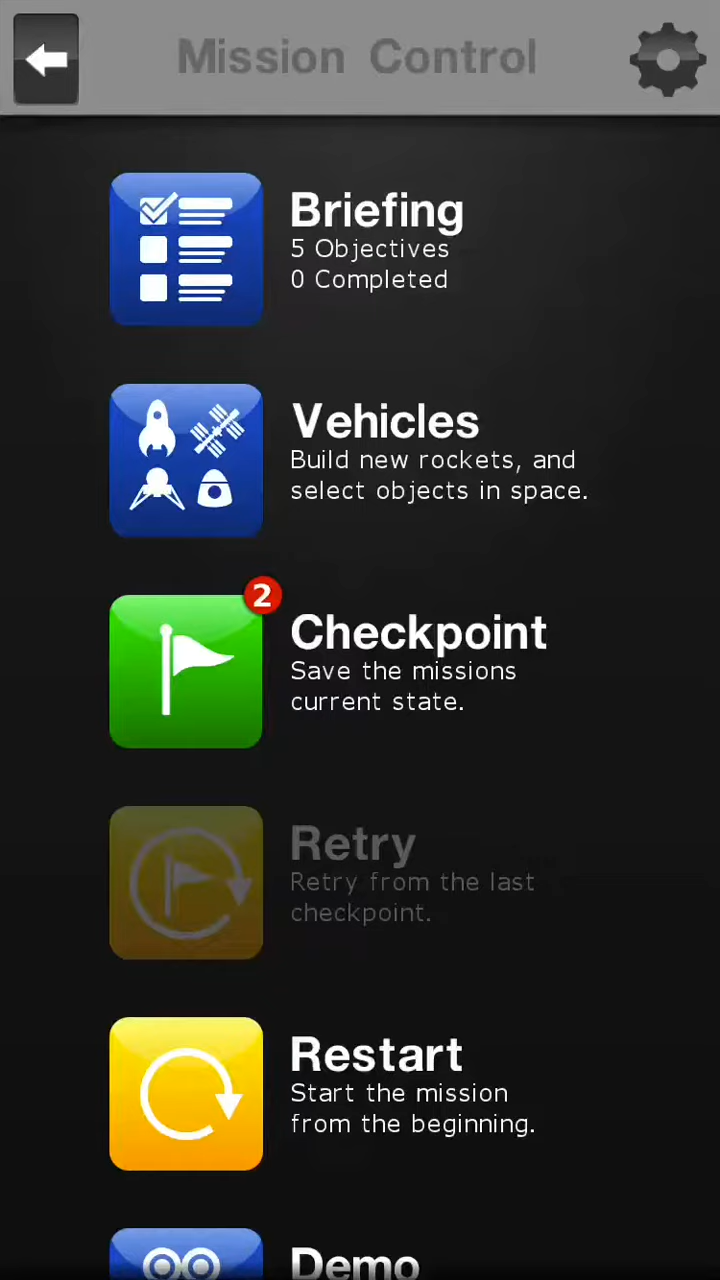 Mission Control
Briefing
5 Objectives
0 Completed
Vehicles
Build new rockets, and
select objects in space.
2
Checkpoint
Save the missions
current state.
Retry
Retry from the last
checkpoint.
Restart
Start the mission
from the beginning.
Demo